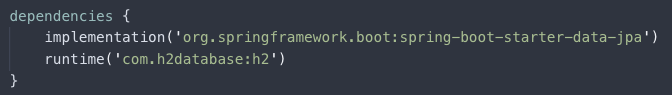 dependencies {
    implementation('org.springframework.boot:spring-boot-starter-data-jpa')
    runtime('com.h2database:h2')
}